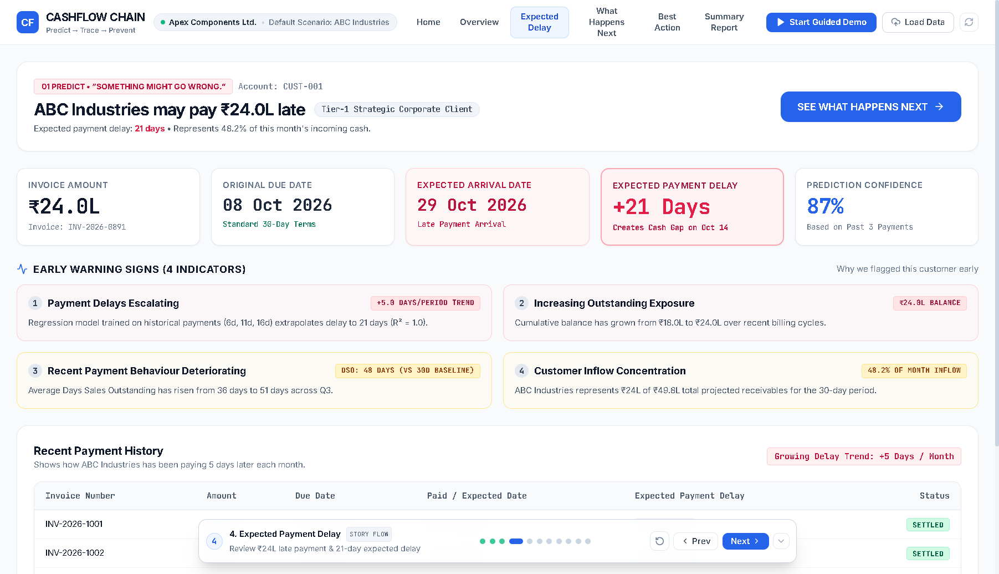 CF
CASHFLOW CHAIN
Predict → Trace → Prevent
Apex Components Ltd. • Default Scenario: ABC Industries
Home
Overview
Expected
Delay
What
Happens
Next
Best
Action
Summary
Report
Start Guided Demo
Load Data
01 PREDICT • “SOMETHING MIGHT GO WRONG.”
Account: CUST-001
ABC Industries may pay ₹24.0L late
Tier-1 Strategic Corporate Client
Expected payment delay: 21 days • Represents 48.2% of this month's incoming cash.
SEE WHAT HAPPENS NEXT →
INVOICE AMOUNT
₹24.0L
Invoice: INV-2026-0891
ORIGINAL DUE DATE
08 Oct 2026
Standard 30-Day Terms
EXPECTED ARRIVAL DATE
29 Oct 2026
Late Payment Arrival
EXPECTED PAYMENT DELAY
+21 Days
Creates Cash Gap on Oct 14
PREDICTION CONFIDENCE
87%
Based on Past 3 Payments
EARLY WARNING SIGNS (4 INDICATORS)
Why we flagged this customer early
1 Payment Delays Escalating
+5.0 DAYS/PERIOD TREND
Regression model trained on historical payments (6d, 11d, 16d) extrapolates delay to 21 days (R² = 1.0).
2 Increasing Outstanding Exposure
₹24.0L BALANCE
Cumulative balance has grown from ₹18.0L to ₹24.0L over recent billing cycles.
3 Recent Payment Behaviour Deteriorating
DSO: 48 DAYS (VS 30D BASELINE)
Average Days Sales Outstanding has risen from 36 days to 51 days across Q3.
4 Customer Inflow Concentration
48.2% OF MONTH INFLOW
ABC Industries represents ₹24L of ₹49.8L total projected receivables for the 30-day period.
Recent Payment History
Shows how ABC Industries has been paying 5 days later each month.
Growing Delay Trend: +5 Days / Month
Invoice Number
Amount
Due Date
Paid / Expected Date
Expected Payment Delay
Status
INV-2026-1001
SETTLED
INV-2026-1002
SETTLED
4
4. Expected Payment Delay
STORY FLOW
Review ₹24L late payment & 21-day expected delay
Prev
Next